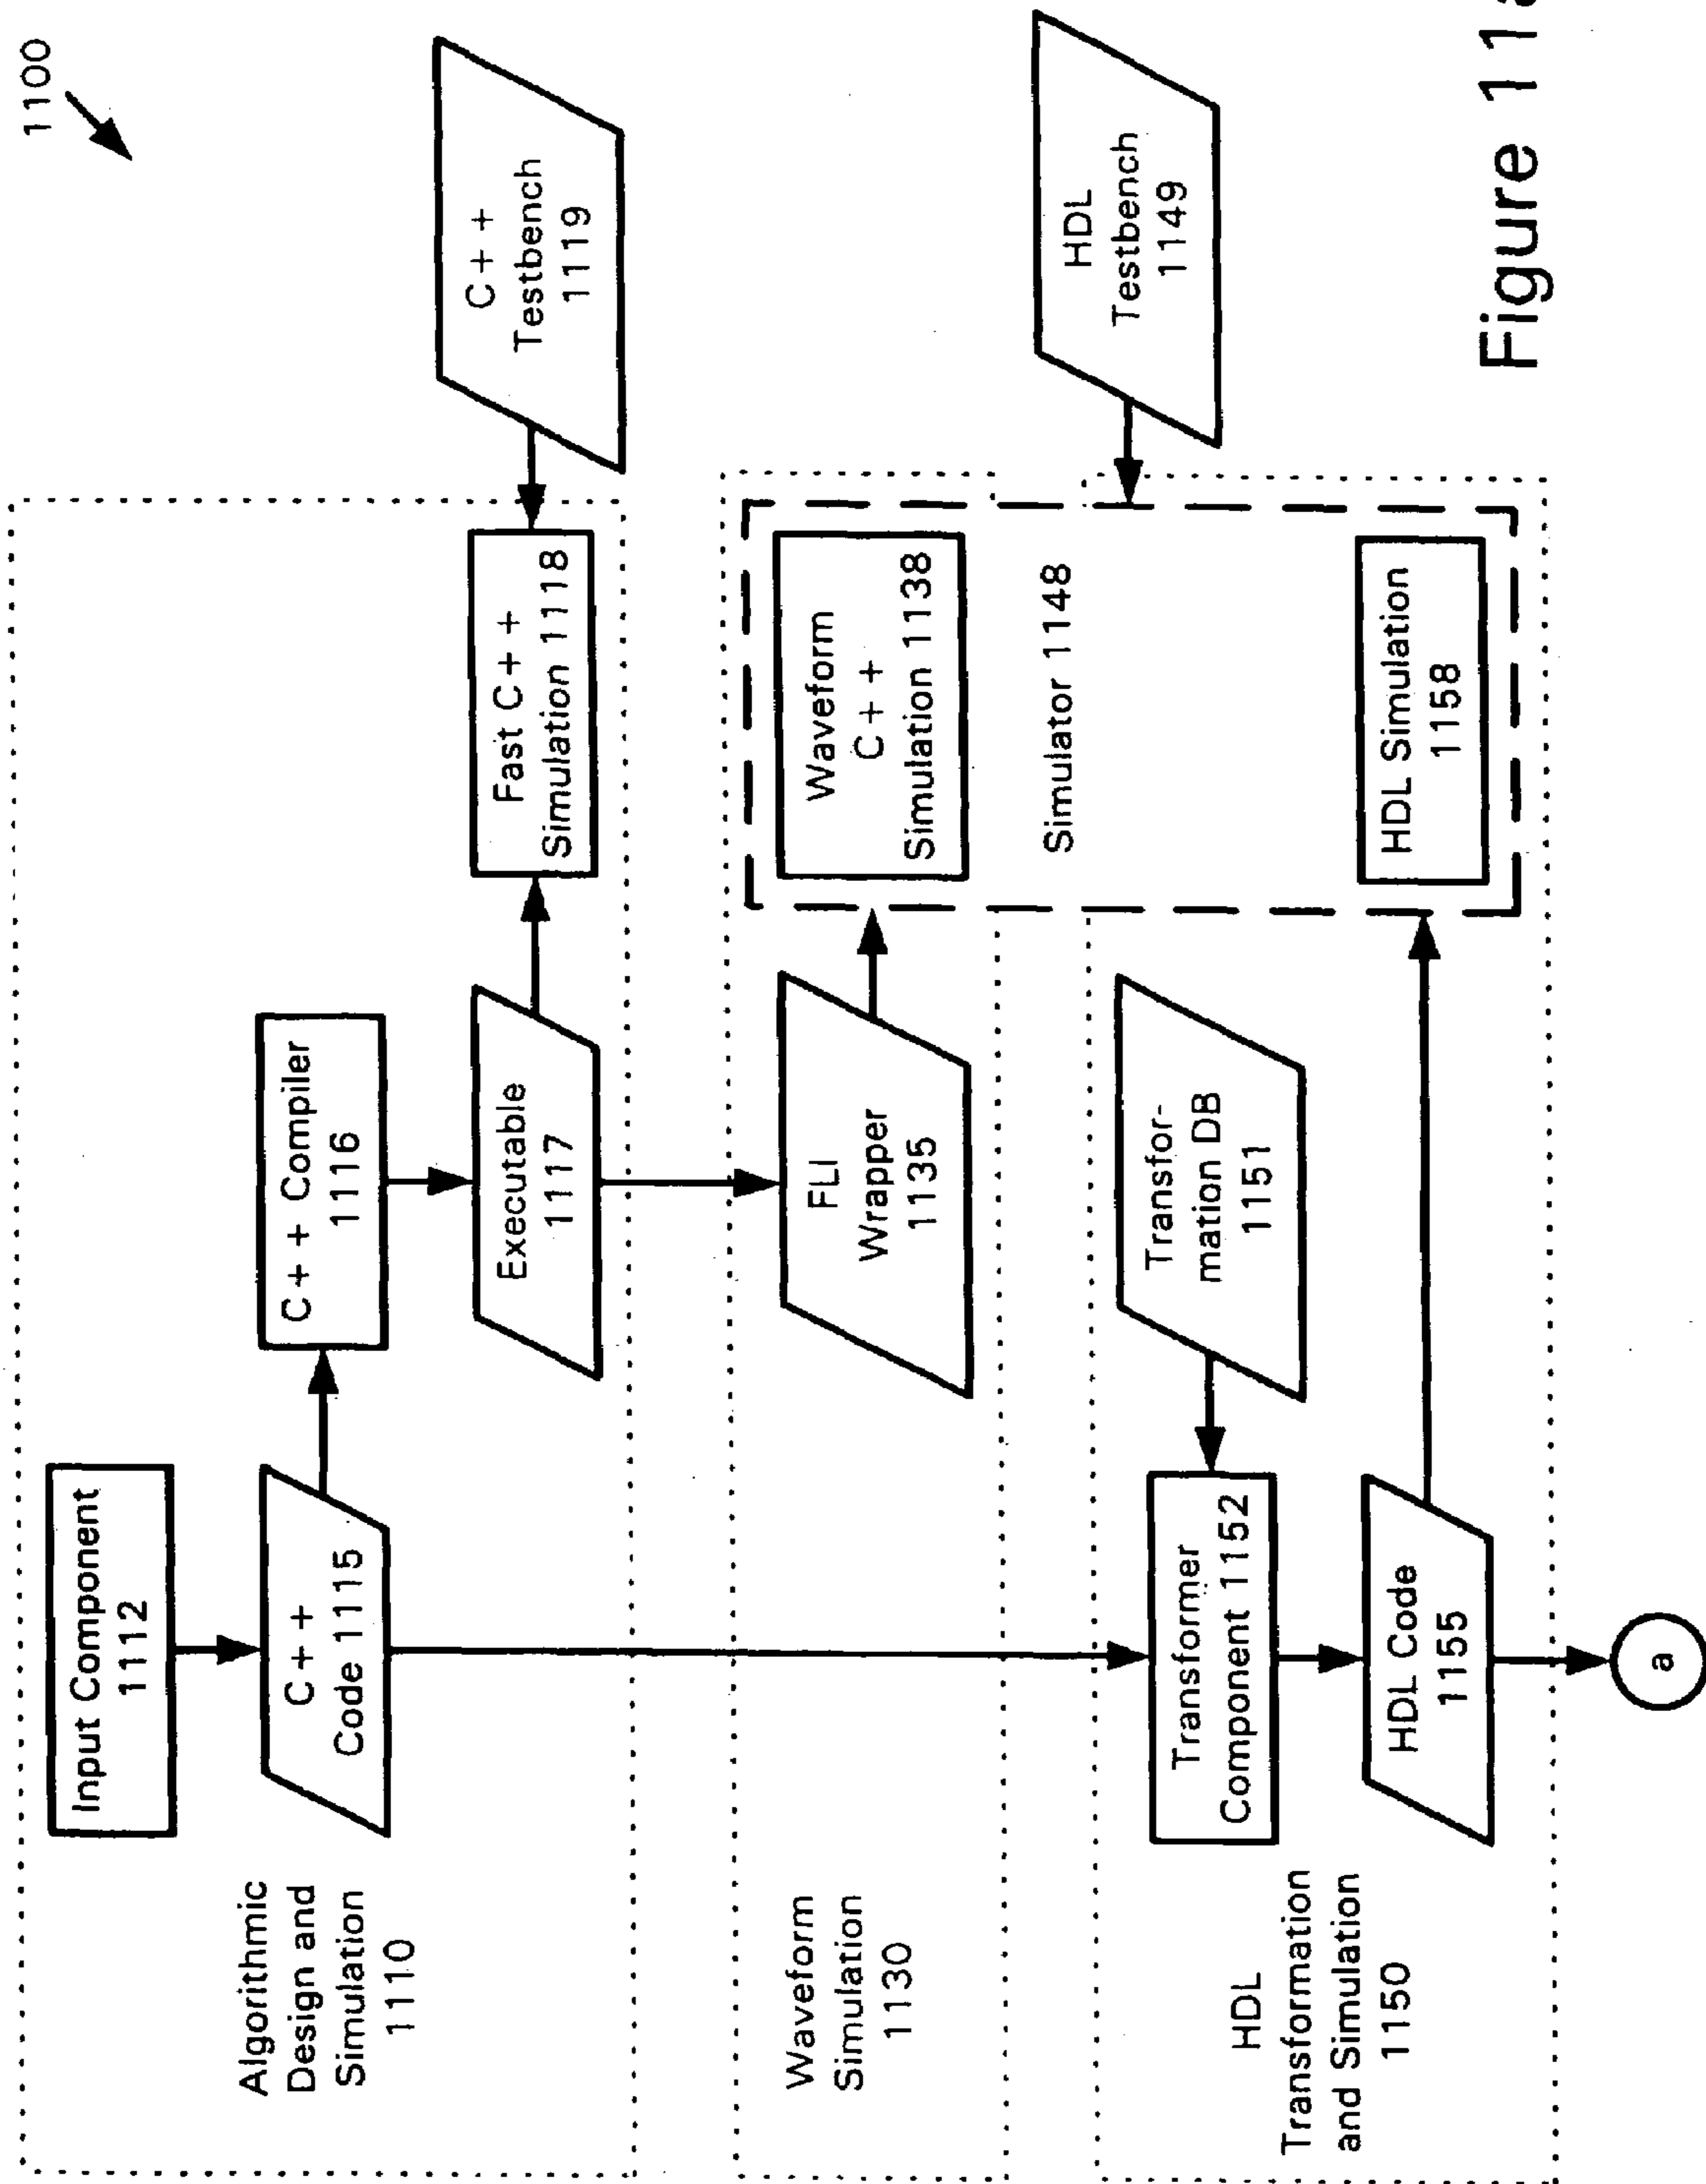 1100
Algorithmic
Design and
Simulation
1110
Input Component
1112
C++
Code 1115
C++ Compiler
1116
Executable
1117
Fast C++
Simulation 1118
C++
Testbench
1119
Waveform
Simulation
1130
FLI
Wrapper
1135
Waveform
C++
Simulation 1138
Simulator 1148
HDL
Testbench
1149
HDL
Transformation
and Simulation
1150
Transformer
Component 1152
Transfor-
mation DB
1151
HDL Code
1155
HDL Simulation
1158
a
Figure 11a